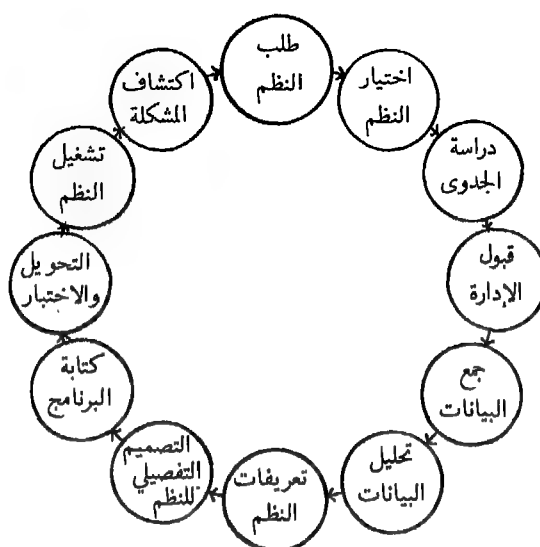 طلب
النظم
اختيار
النظم
دراسة
الجدوى
قبول
الإدارة
جمع
البيانات
تحليل
البيانات
تعريفات
النظم
التصميم
التفصيلي
للنظم
كتابة
البرنامج
التحويل
والاختبار
تشغيل
النظم
اكتشاف
المشكلة